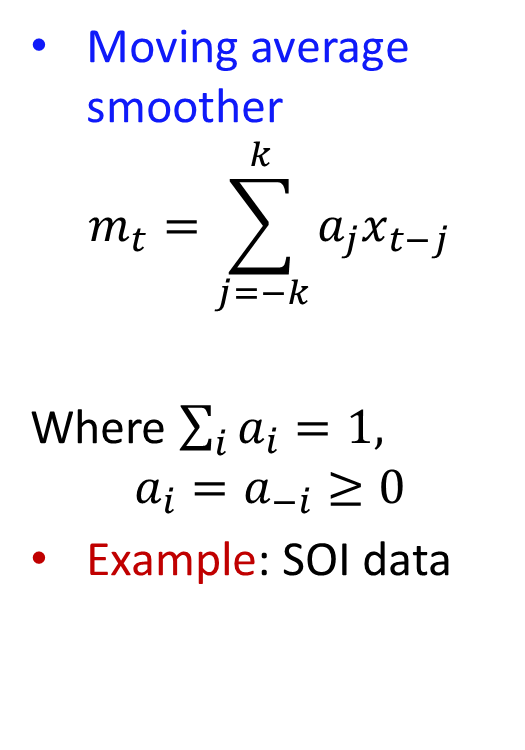 • Moving average
smoother
$m_t = \sum_{j=-k}^{k} a_j x_{t-j}$
Where $\sum_i a_i = 1$,
$a_i = a_{-i} \geq 0$
• Example: SOI data